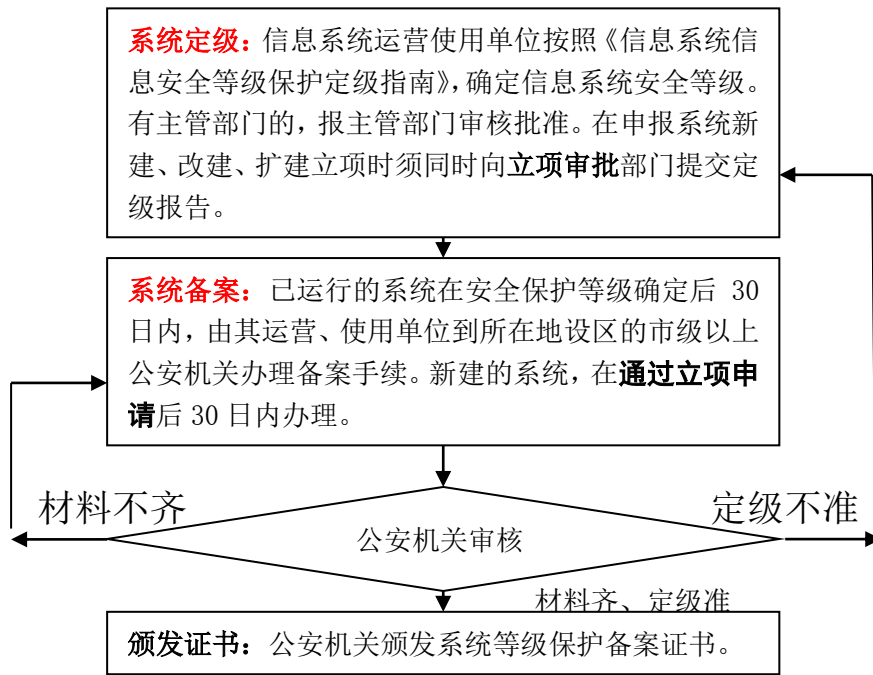 系统定级：信息系统运营使用单位按照《信息系统信
息安全等级保护定级指南》，确定信息系统安全等级。
有主管部门的，报主管部门审核批准。在申报系统新
建、改建、扩建立项时须同时向立项审批部门提交定
级报告。
系统备案：已运行的系统在安全保护等级确定后 30
日内，由其运营、使用单位到所在地设区的市级以上
公安机关办理备案手续。新建的系统，在通过立项申
请后 30 日内办理。
材料不齐
定级不准
公安机关审核
材料齐、定级准
颁发证书：公安机关颁发系统等级保护备案证书。